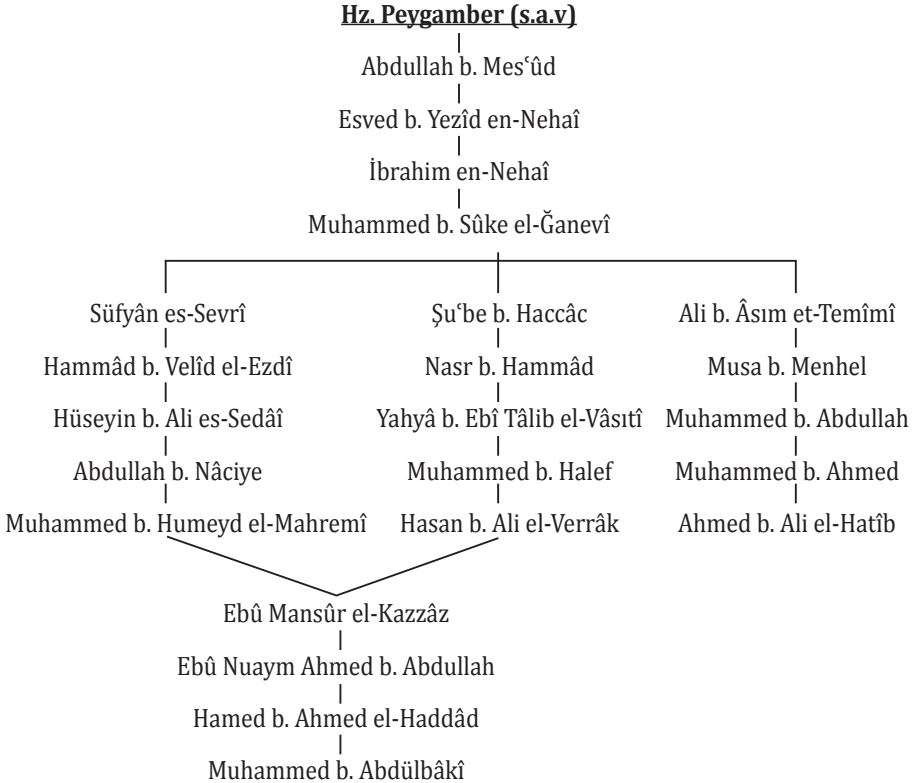 Hz. Peygamber (s.a.v)
Abdullah b. Mesʿûd
Esved b. Yezîd en-Nehaî
İbrahim en-Nehaî
Muhammed b. Sûke el-Ğanevî
Süfyân es-Sevrî Şuʿbe b. Haccâc Ali b. Âsım et-Temîmî
Hammâd b. Velîd el-Ezdî Nasr b. Hammâd Musa b. Menhel
Hüseyin b. Ali es-Sedâî Yahyâ b. Ebî Tâlib el-Vâsıtî Muhammed b. Abdullah
Abdullah b. Nâciye Muhammed b. Halef Muhammed b. Ahmed
Muhammed b. Humeyd el-Mahremî Hasan b. Ali el-Verrâk Ahmed b. Ali el-Hatîb
Ebû Mansûr el-Kazzâz
Ebû Nuaym Ahmed b. Abdullah
Hamed b. Ahmed el-Haddâd
Muhammed b. Abdülbâkî